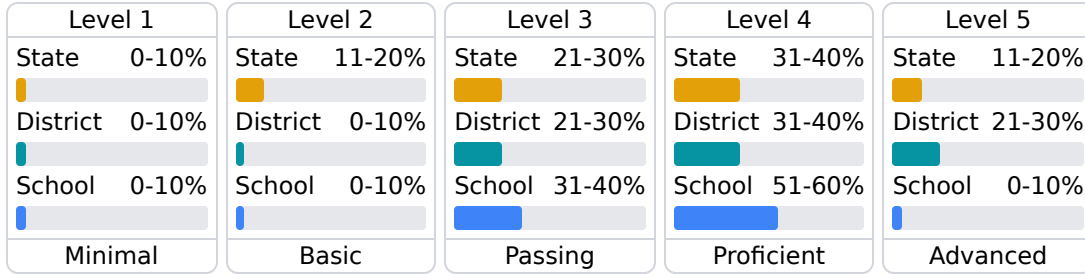 Level 1
State 0-10%
District 0-10%
School 0-10%
Minimal
Level 2
State 11-20%
District 0-10%
School 0-10%
Basic
Level 3
State 21-30%
District 21-30%
School 31-40%
Passing
Level 4
State 31-40%
District 31-40%
School 51-60%
Proficient
Level 5
State 11-20%
District 21-30%
School 0-10%
Advanced